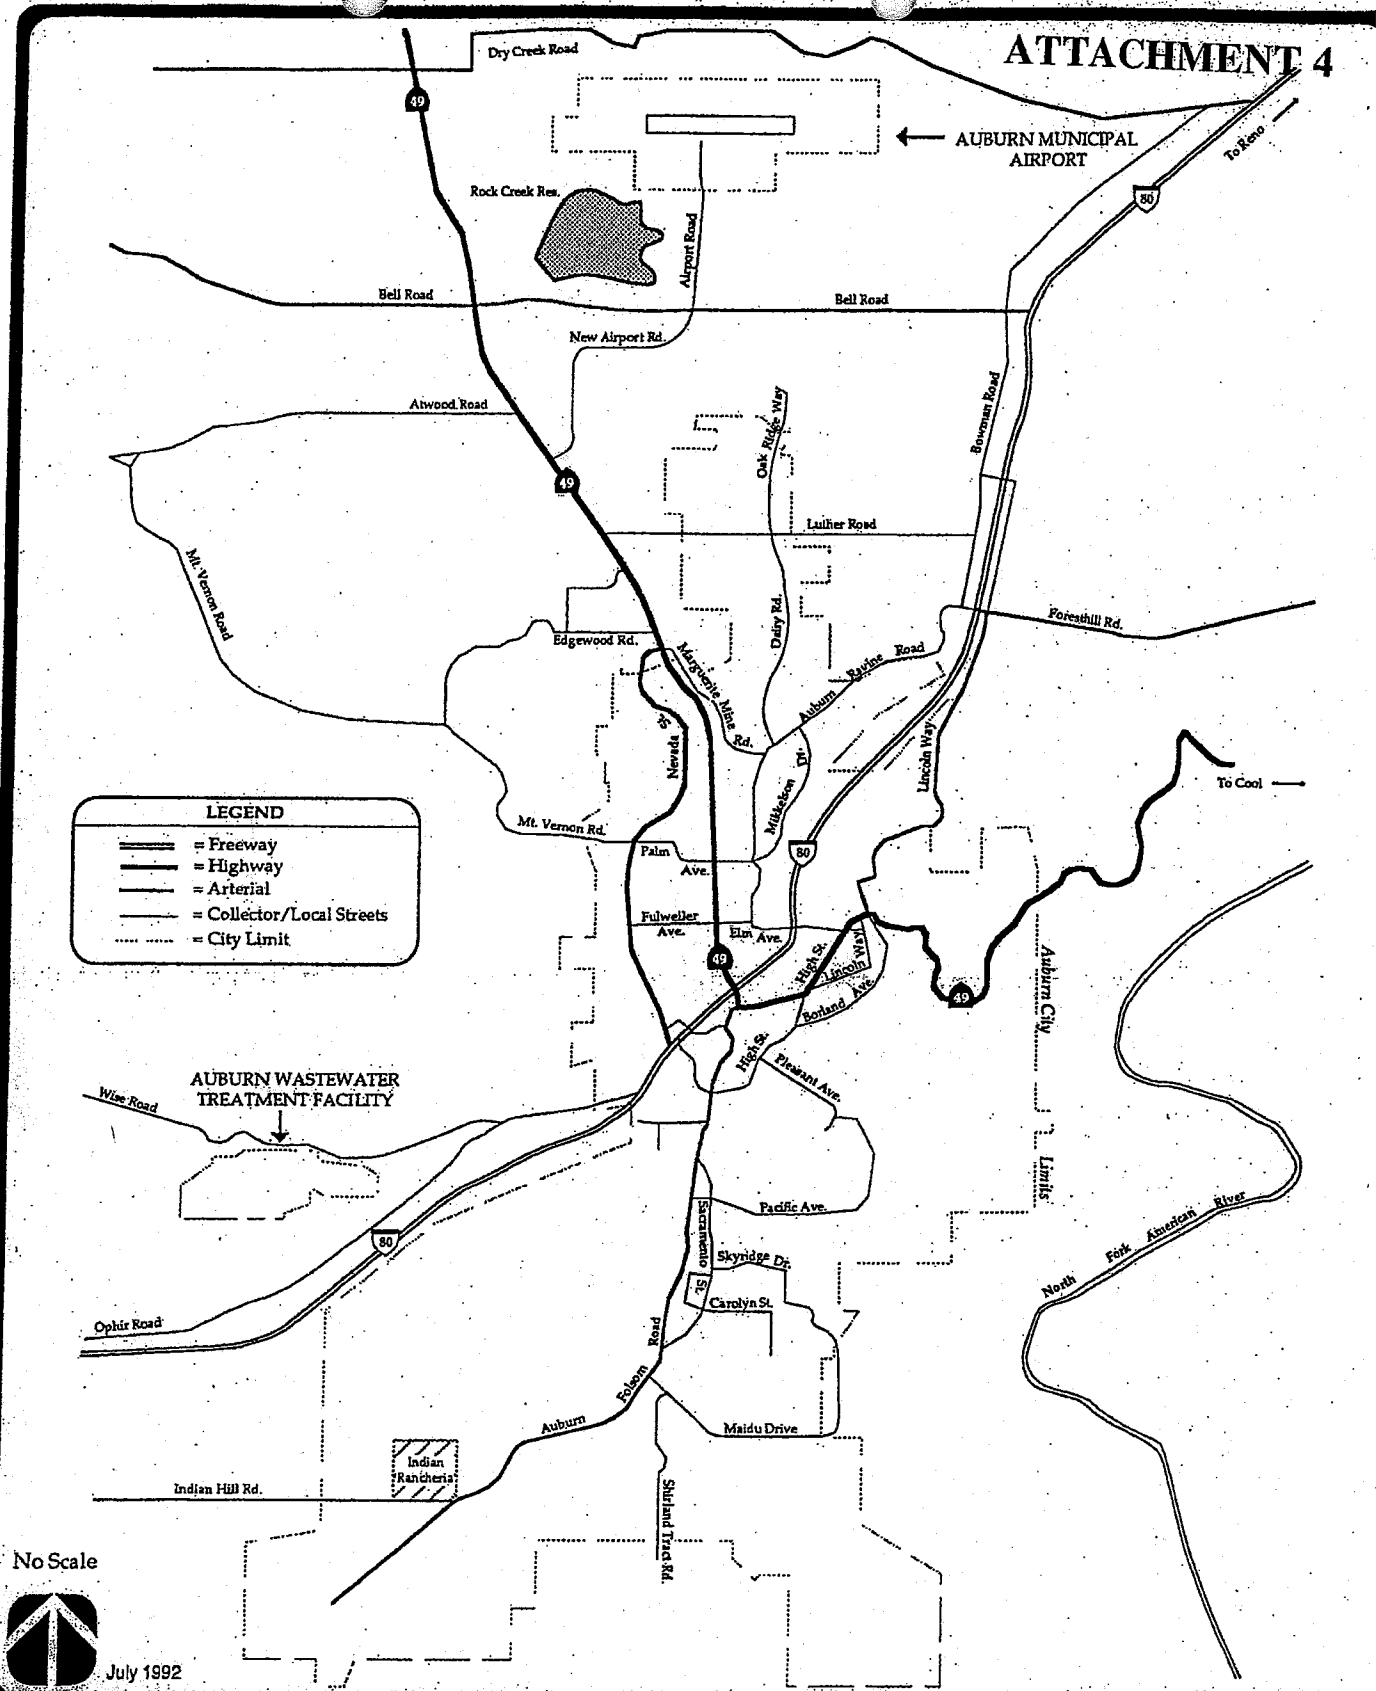 ATTACHMENT 4
Dry Creek Road
49
AUBURN MUNICIPAL
AIRPORT
To Reno
80
Rock Creek Res.
Airport Road
Bell Road
Bell Road
New Airport Rd.
Atwood Road
Oak Ridge Way
Bowman Road
49
Luther Road
Mt. Vernon Road
Dairy Rd.
Foresthill Rd.
Edgewood Rd.
Marguerite Mine
Rd.
Auburn Ravine Road
Nevada
St.
Mikkelson
Dr.
Lincoln Way
To Cool
LEGEND
= Freeway
= Highway
= Arterial
= Collector/Local Streets
= City Limit
Mt. Vernon Rd.
Palm
Ave.
80
Fulweiler
Ave.
Elm
Ave.
49
High St.
Lincoln
Way
Borland Ave.
49
Auburn City
Limits
High St.
Pleasant Ave.
AUBURN WASTEWATER
TREATMENT FACILITY
Wise Road
Pacific Ave.
North Fork American River
Sacramento
St.
Skyridge Dr.
80
Carolyn St.
Ophir Road
Auburn Folsom Road
Maidu Drive
Indian
Rancheria
Indian Hill Rd.
Shirland Tract Rd.
No Scale
July 1992